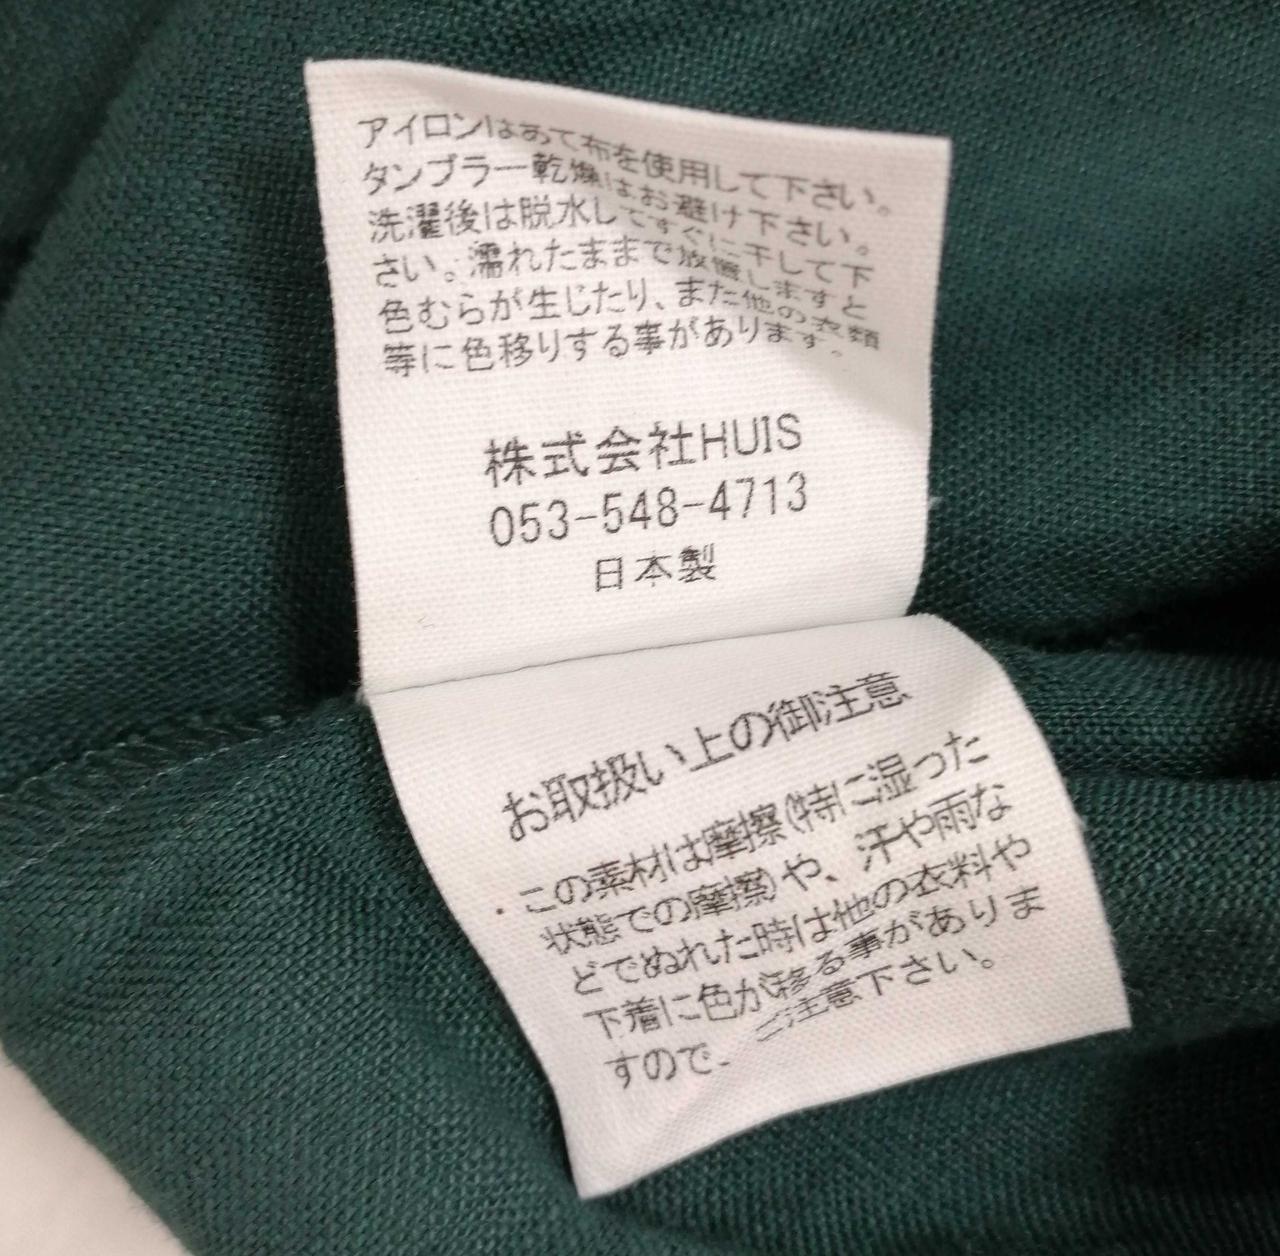 アイロンはあて布を使用して下さい。
タンブラー乾燥はお避け下さい。
洗濯後は脱水してすぐに干して下
さい。濡れたままで放置しますと
色むらが生じたり、また他の衣類
等に色移りする事があります。
株式会社HUIS
053-548-4713
日本製
お取扱い上の御注意
この素材は摩擦(特に湿った
状態での摩擦)や、汗や雨な
どでぬれた時は他の衣料や
下着に色が移る事がありま
すので、ご注意下さい。